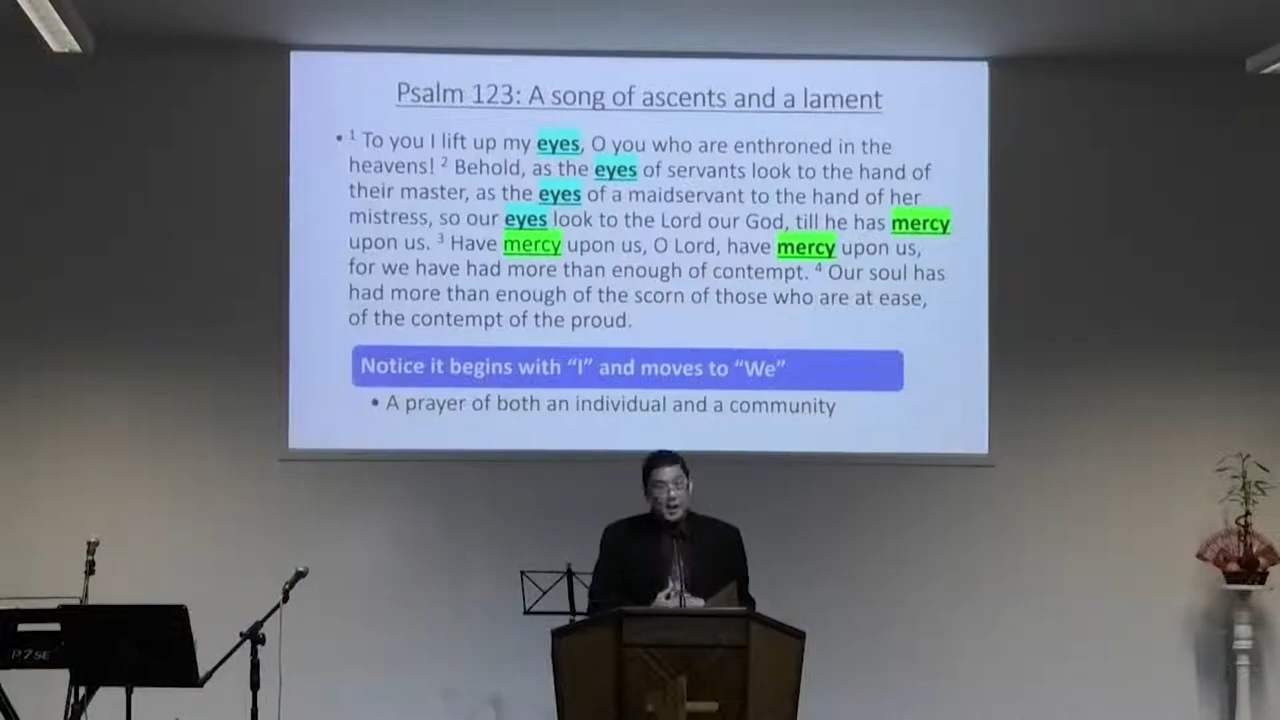 Psalm 123: A song of ascents and a lament
• 1 To you I lift up my eyes, O you who are enthroned in the
heavens! 2 Behold, as the eyes of servants look to the hand of
their master, as the eyes of a maidservant to the hand of her
mistress, so our eyes look to the Lord our God, till he has mercy
upon us. 3 Have mercy upon us, O Lord, have mercy upon us,
for we have had more than enough of contempt. 4 Our soul has
had more than enough of the scorn of those who are at ease,
of the contempt of the proud.
Notice it begins with “I” and moves to “We”
• A prayer of both an individual and a community
P7SE